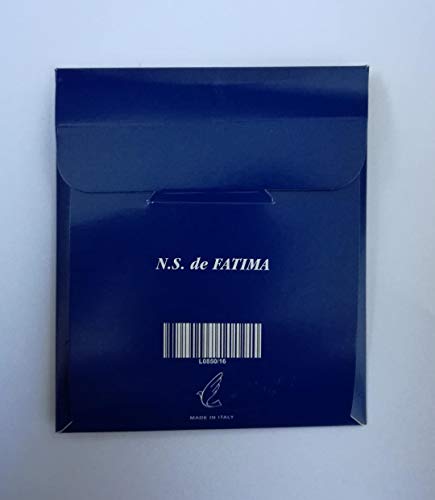 N.S. de FATIMA
L0850/16
MADE IN ITALY